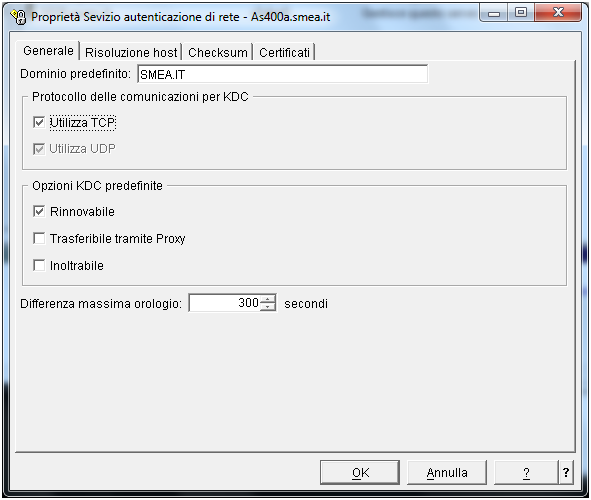 Proprietà Sevizio autenticazione di rete - As400a.smea.it
Generale Risoluzione host Checksum Certificati
Dominio predefinito: SMEA.IT
Protocollo delle comunicazioni per KDC
Utilizza TCP
Utilizza UDP
Opzioni KDC predefinite
Rinnovabile
Trasferibile tramite Proxy
Inoltrabile
Differenza massima orologio: 300 secondi
OK Annulla ? ?